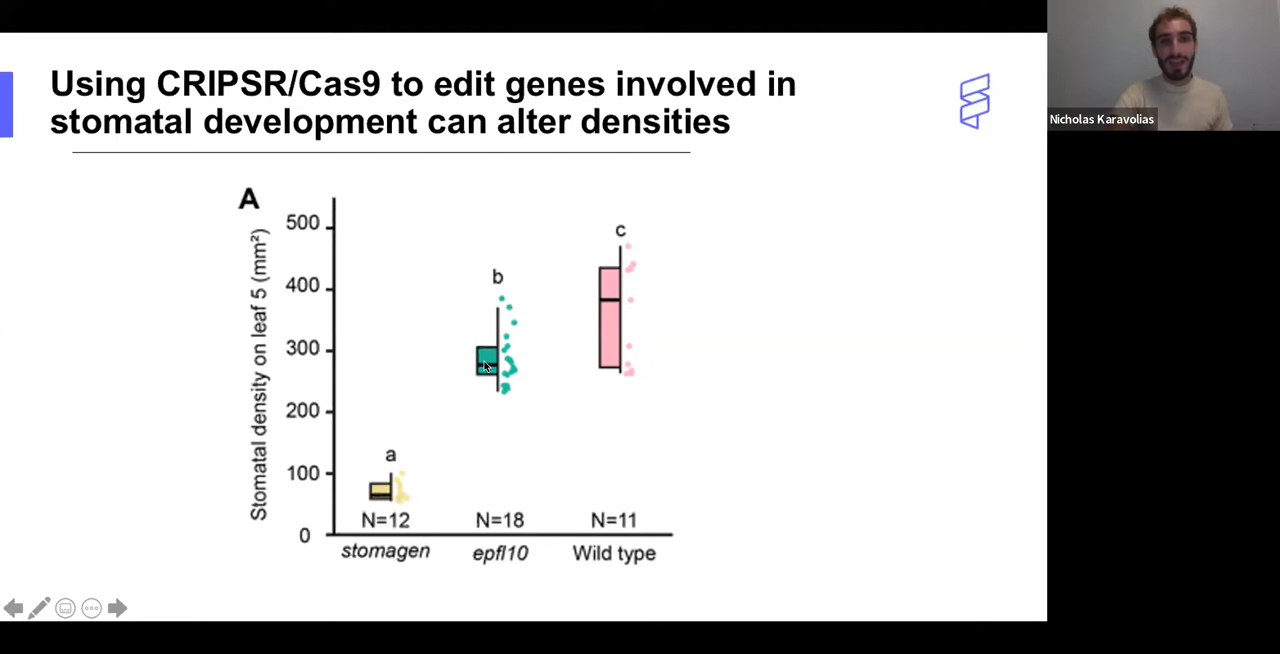 Using CRIPSR/Cas9 to edit genes involved in
stomatal development can alter densities
Nicholas Karavolias
A
Stomatal density on leaf 5 (mm²)
500
400
300
200
100
0
a
b
c
N=12
N=18
N=11
stomagen
epfl10
Wild type